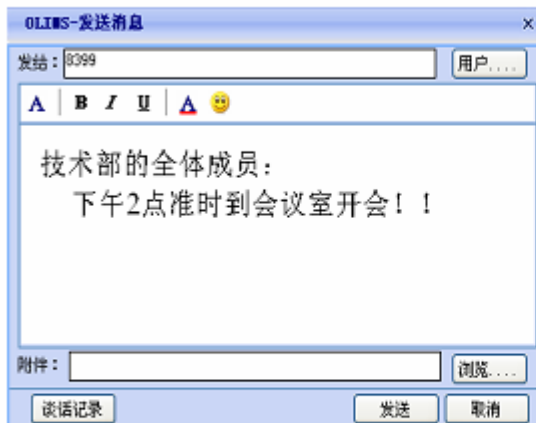 OLIMS-发送消息 ×
发给：8399 用户....
A B I U A
技术部的全体成员：
下午2点准时到会议室开会！！
附件： 浏览....
谈话记录 发送 取消